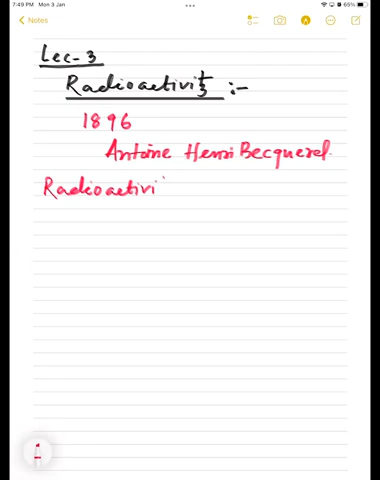 7:49 PM Mon 3 Jan 65%
Notes
Lec-3
Radioactivity :-
1896
Antoine Henri Becquerel.
Radioactivi